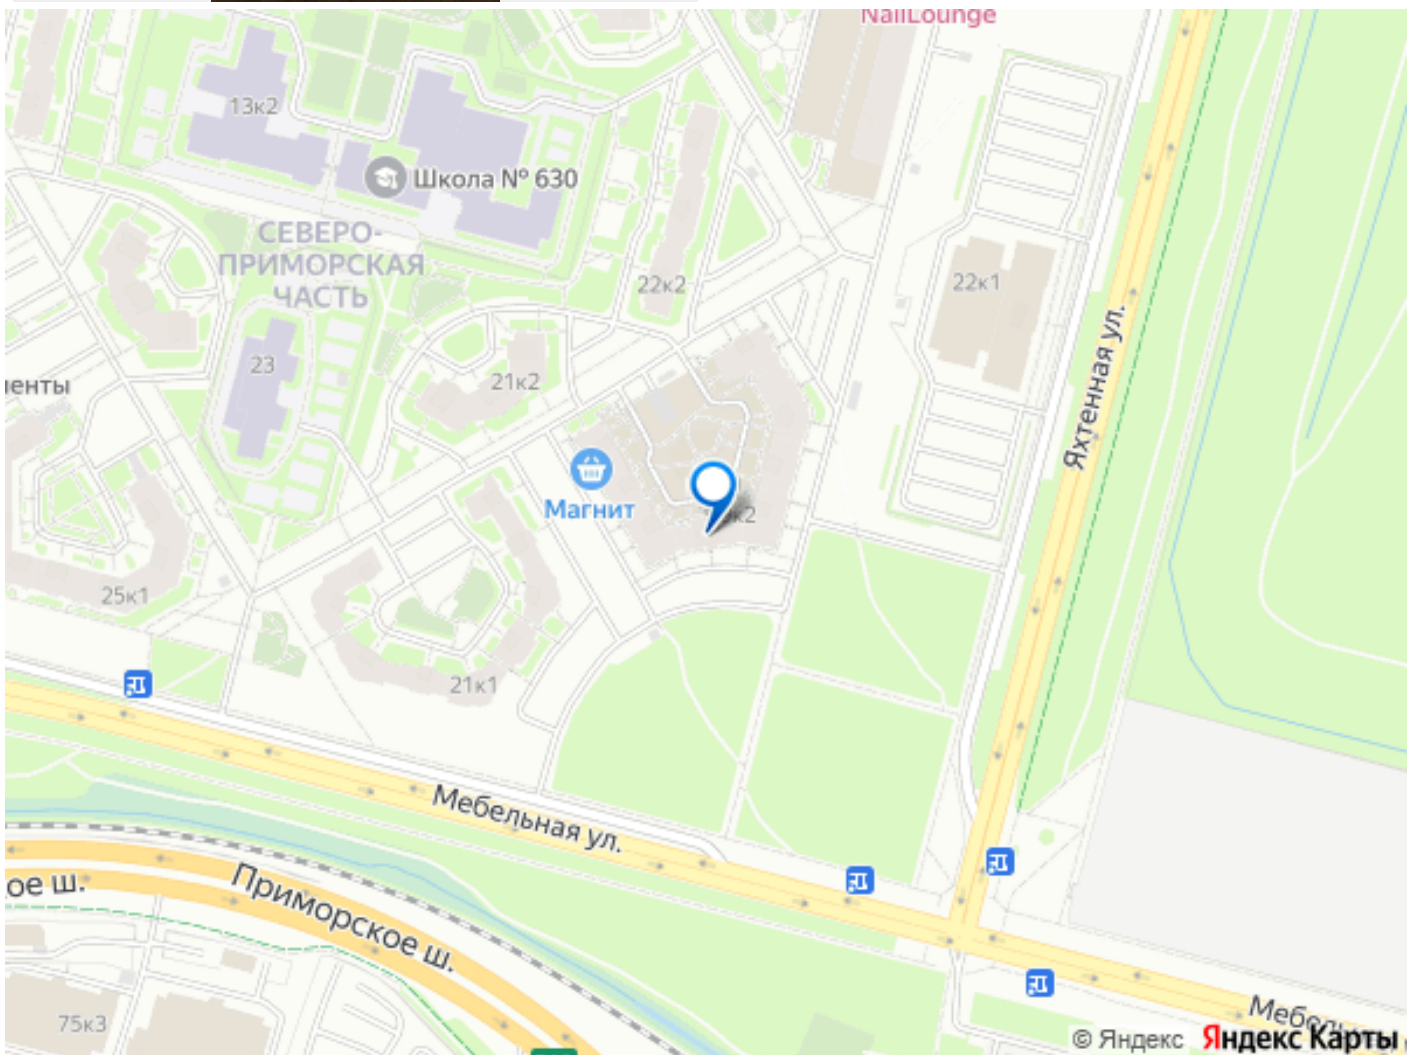 NailLounge
13к2
Школа № 630
СЕВЕРО-
ПРИМОРСКАЯ
ЧАСТЬ
22к2
22к1
23
21к2
Яхтенная ул.
Магнит
25к1
21к1
Мебельная ул.
Приморское ш.
ое ш.
75к3
© Яндекс Яндекс Карты